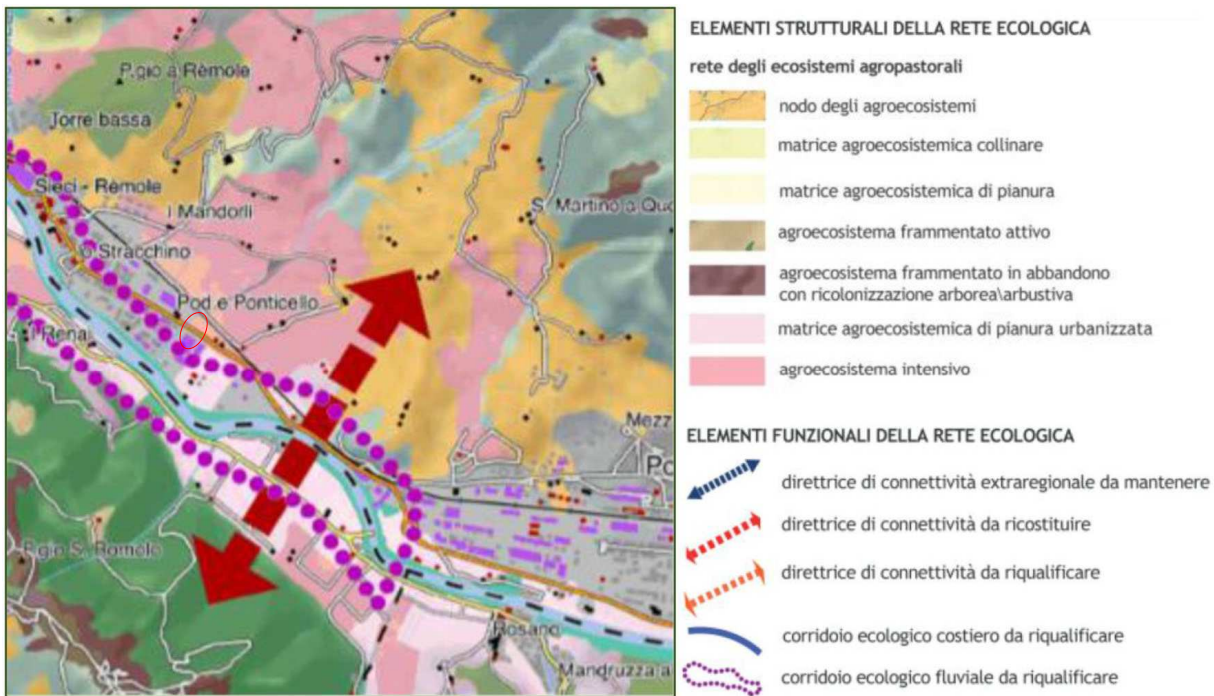 P.gio a Rèmole
Torre bassa
Sieci - Rèmole
i Mandorli
S. Martino a Quo
o Stracchino
Pod.e Ponticello
i Renai
Mezz
Po
P.gio S. Romolo
Rosano
Mandruzza a
ELEMENTI STRUTTURALI DELLA RETE ECOLOGICA
rete degli ecosistemi agropastorali
nodo degli agroecosistemi
matrice agroecosistemica collinare
matrice agroecosistemica di pianura
agroecosistema frammentato attivo
agroecosistema frammentato in abbandono
con ricolonizzazione arborea\arbustiva
matrice agroecosistemica di pianura urbanizzata
agroecosistema intensivo
ELEMENTI FUNZIONALI DELLA RETE ECOLOGICA
direttrice di connettività extraregionale da mantenere
direttrice di connettività da ricostituire
direttrice di connettività da riqualificare
corridoio ecologico costiero da riqualificare
corridoio ecologico fluviale da riqualificare